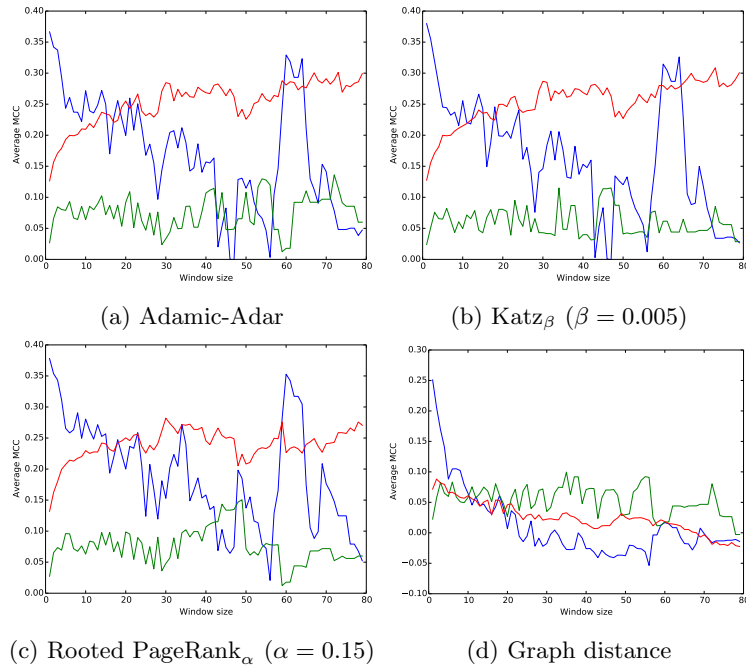 0.40
0.35
0.30
0.25
0.20
0.15
0.10
0.05
0.00
Average MCC
0 10 20 30 40 50 60 70 80
Window size
(a) Adamic-Adar
0.40
0.35
0.30
0.25
0.20
0.15
0.10
0.05
0.00
Average MCC
0 10 20 30 40 50 60 70 80
Window size
(b) Katzβ (β = 0.005)
0.40
0.35
0.30
0.25
0.20
0.15
0.10
0.05
0.00
Average MCC
0 10 20 30 40 50 60 70 80
Window size
(c) Rooted PageRankα (α = 0.15)
0.30
0.25
0.20
0.15
0.10
0.05
0.00
−0.05
−0.10
Average MCC
0 10 20 30 40 50 60 70 80
Window size
(d) Graph distance